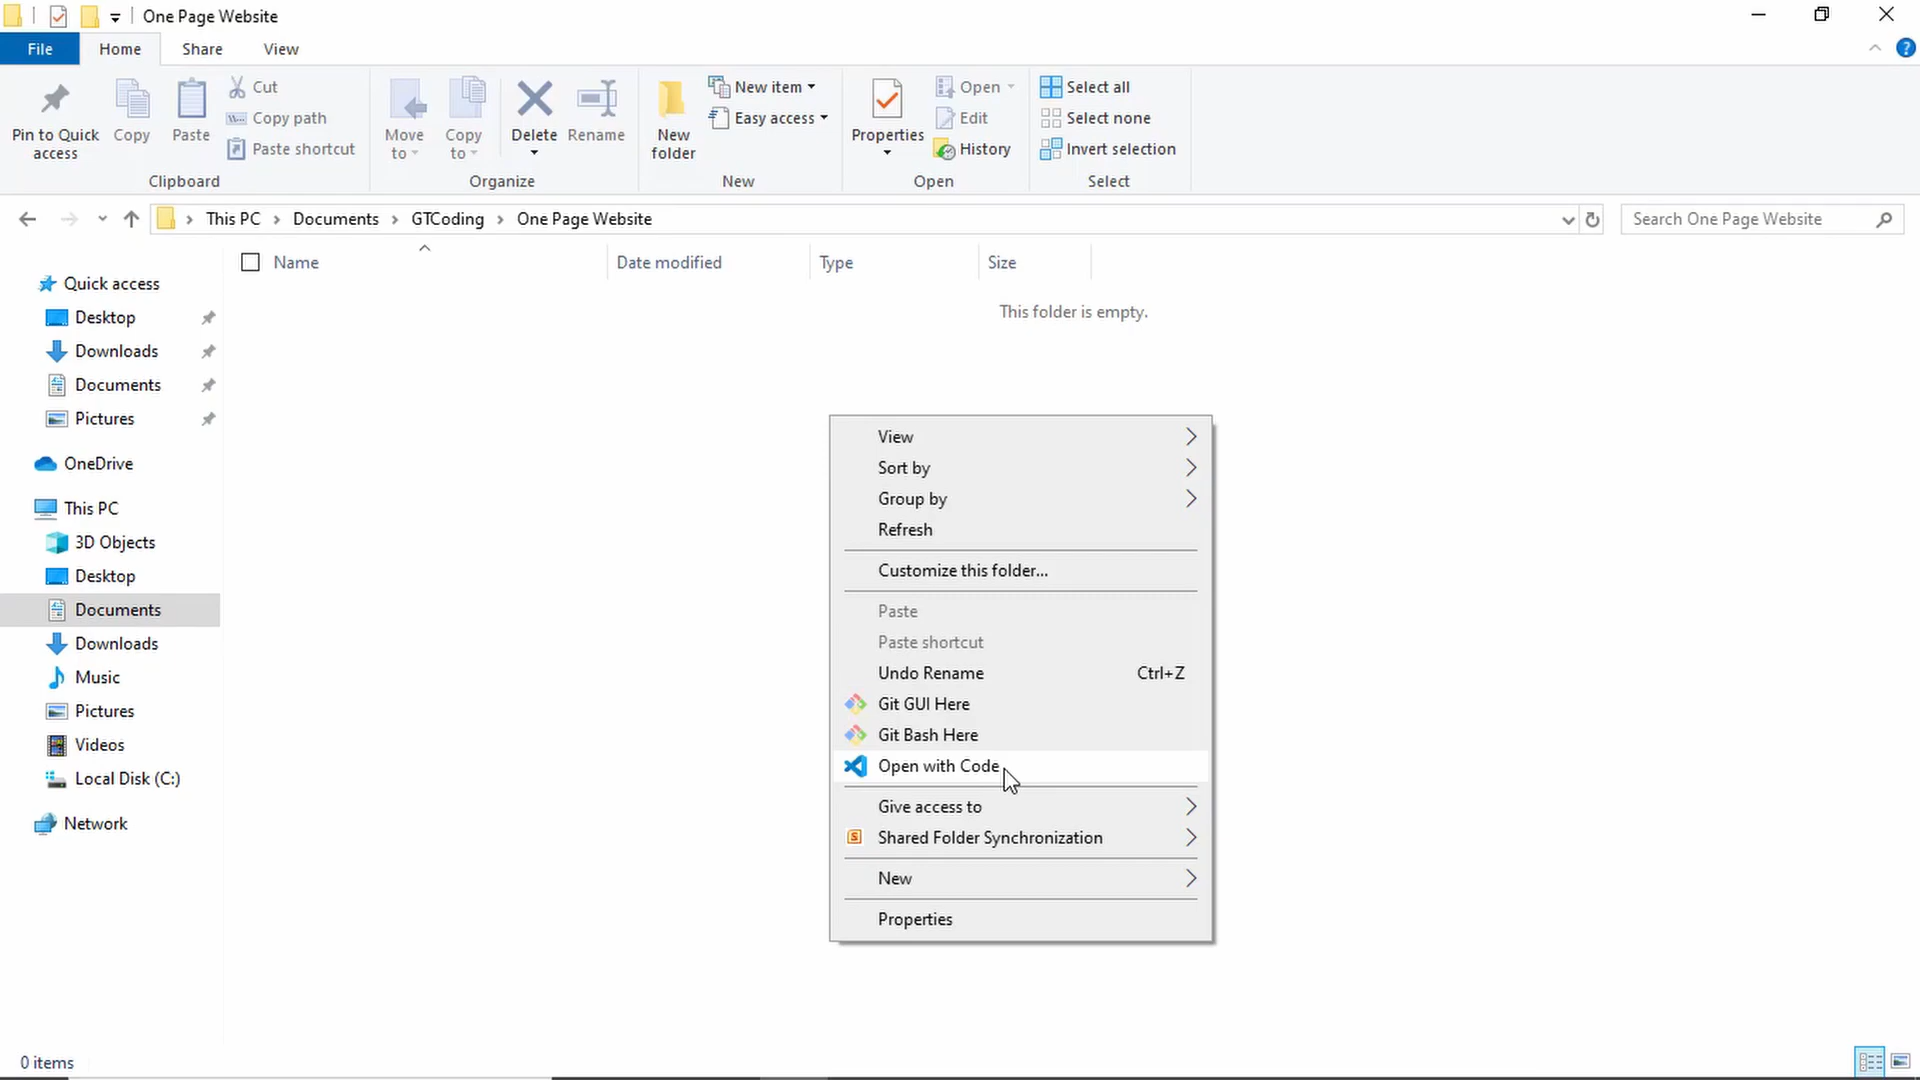 One Page Website
File Home Share View
Pin to Quick access
Copy
Paste
Cut
Copy path
Paste shortcut
Clipboard
Move to
Copy to
Delete
Rename
Organize
New folder
New item
Easy access
New
Properties
Open
Edit
History
Open
Select all
Select none
Invert selection
Select
This PC > Documents > GTCoding > One Page Website
Search One Page Website
Name Date modified Type Size
This folder is empty.
Quick access
Desktop
Downloads
Documents
Pictures
OneDrive
This PC
3D Objects
Desktop
Documents
Downloads
Music
Pictures
Videos
Local Disk (C:)
Network
View
Sort by
Group by
Refresh
Customize this folder...
Paste
Paste shortcut
Undo Rename Ctrl+Z
Git GUI Here
Git Bash Here
Open with Code
Give access to
Shared Folder Synchronization
New
Properties
0 items